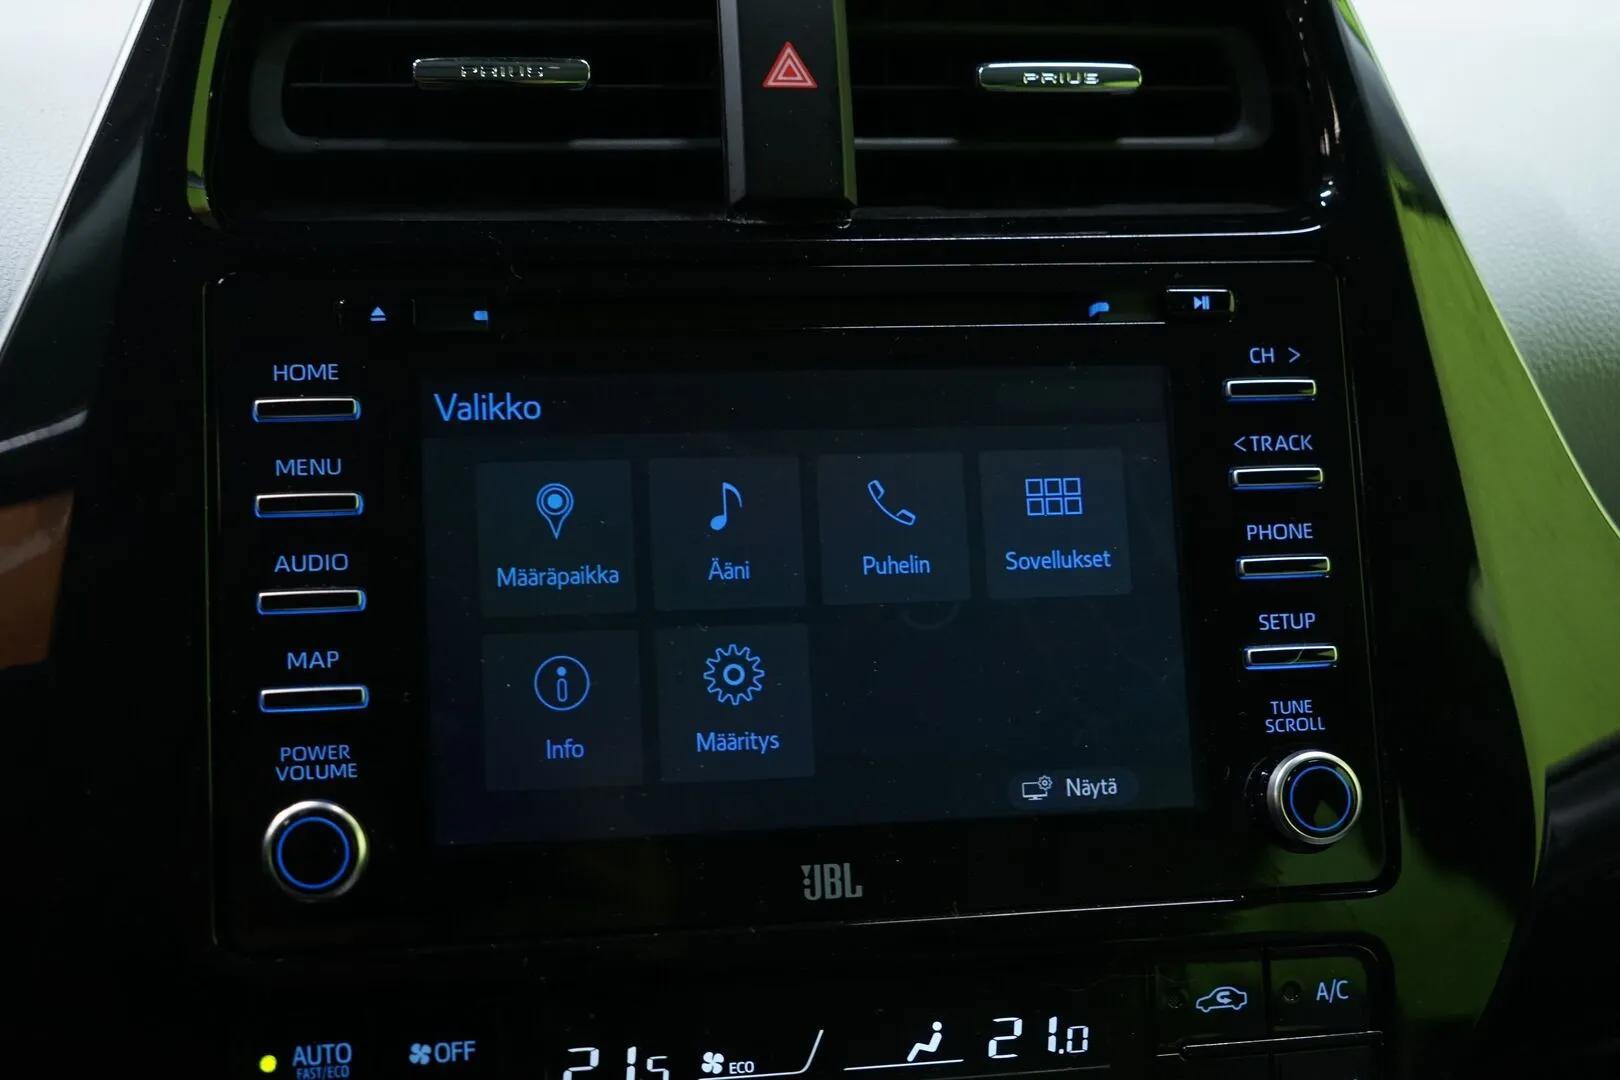 PRIUS
PRIUS
HOME
MENU
AUDIO
MAP
POWER
VOLUME
Valikko
Määräpaikka
Ääni
Puhelin
Sovellukset
Info
Määritys
Näytä
JBL
CH >
<TRACK
PHONE
SETUP
TUNE
SCROLL
AUTO
FAST/ECO
OFF
21.5
ECO
21.0
A/C